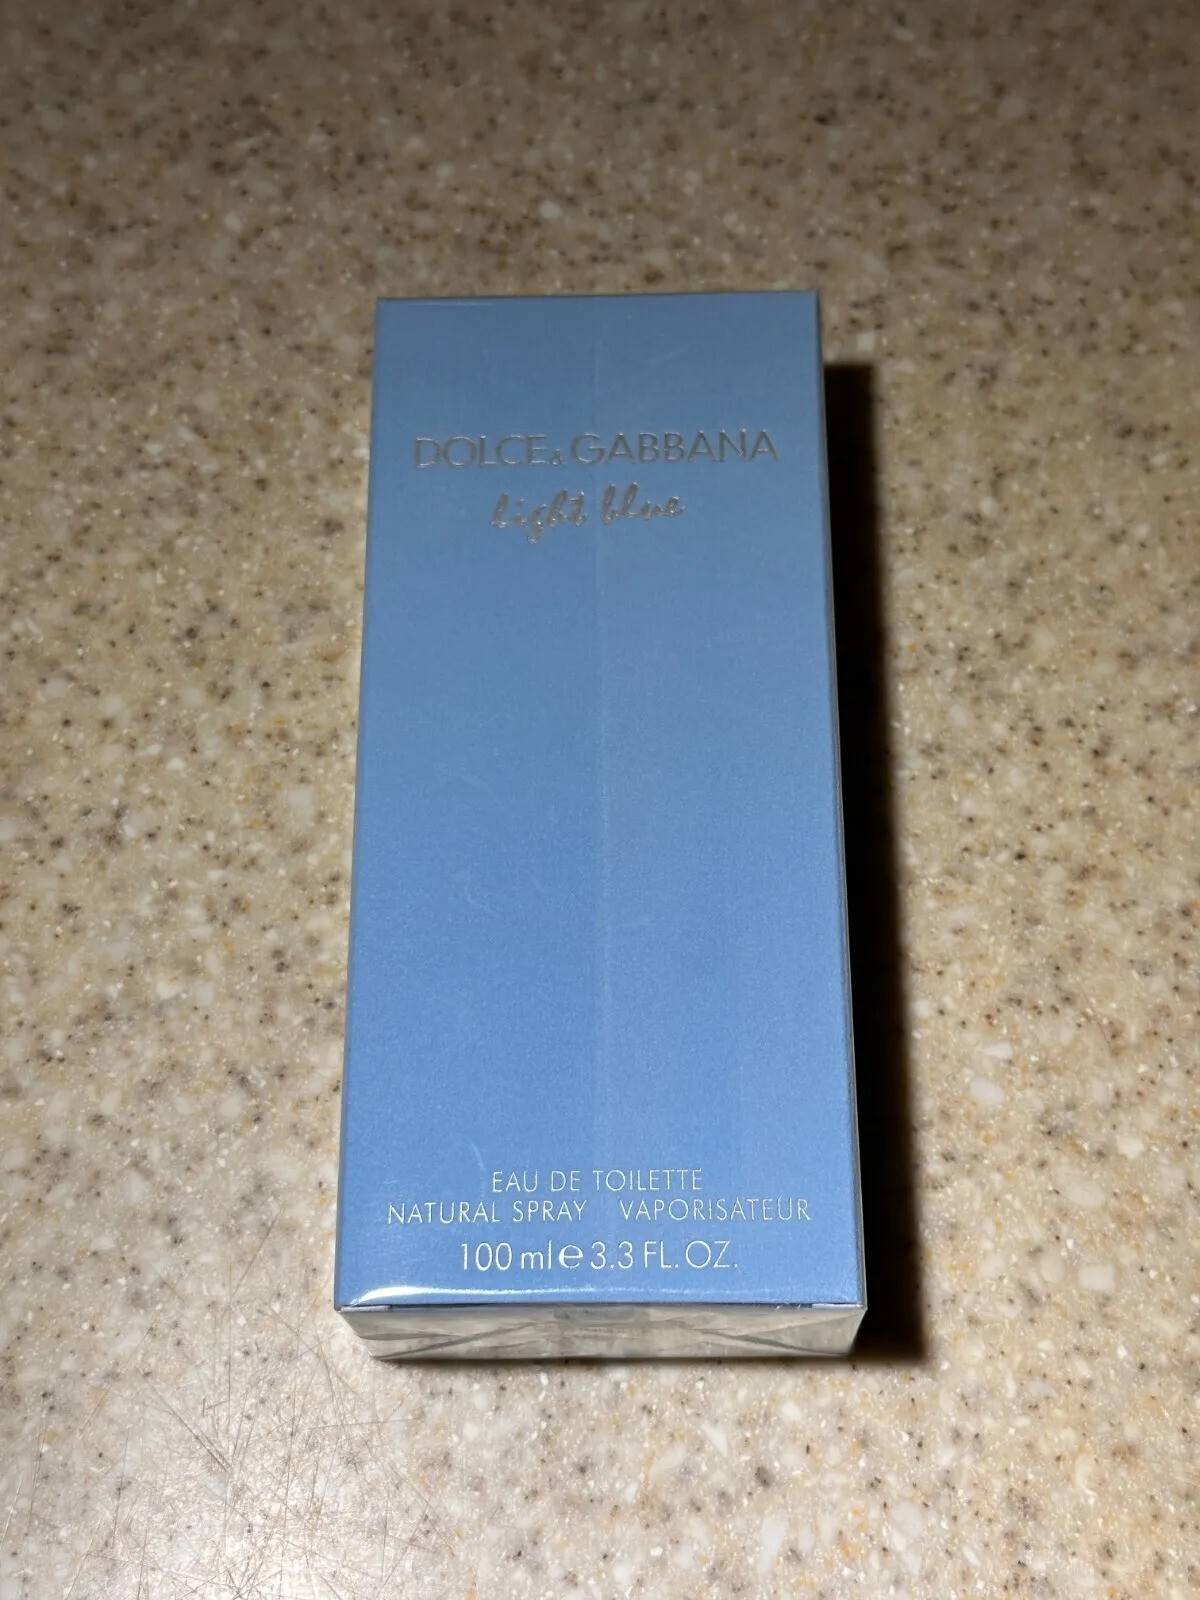 DOLCE&GABBANA
light blue
EAU DE TOILETTE
NATURAL SPRAY VAPORISATEUR
100 ml e 3.3 FL. OZ.